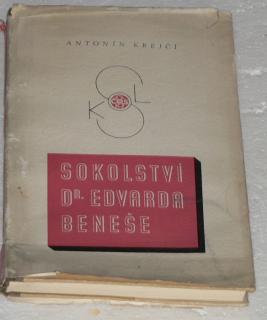 ANTONÍN KREJČÍ
S
K L
SOKOLSTVÍ
DR. EDVARDA
BENEŠE